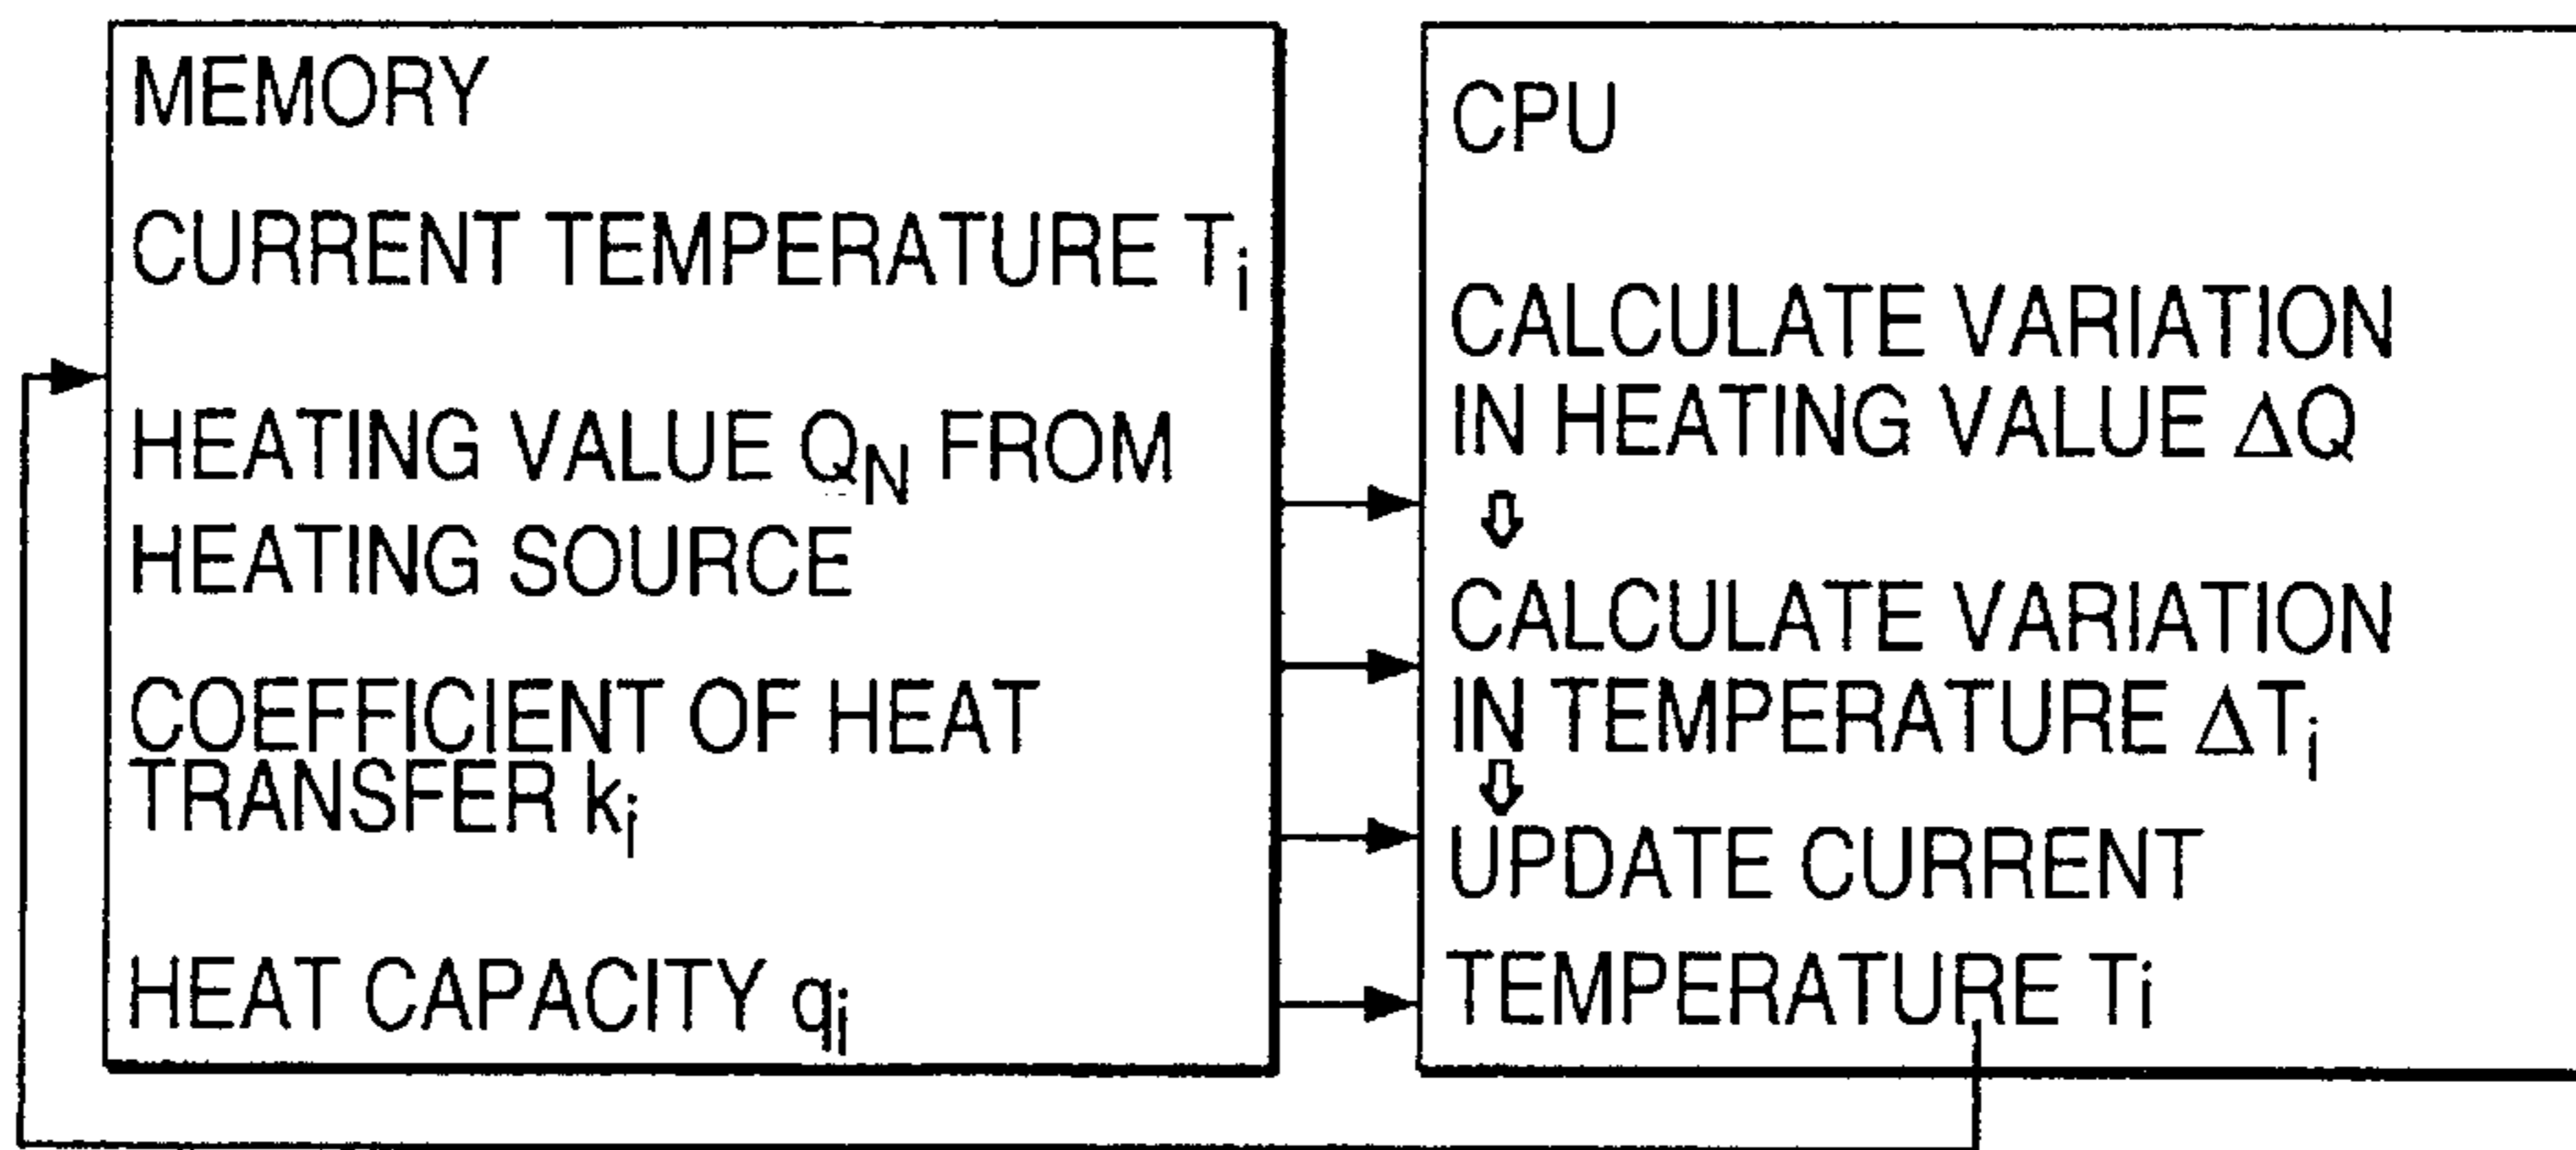 MEMORY
CURRENT TEMPERATURE Tᵢ
HEATING VALUE Q_N FROM
HEATING SOURCE
COEFFICIENT OF HEAT
TRANSFER kᵢ
HEAT CAPACITY qᵢ
CPU
CALCULATE VARIATION
IN HEATING VALUE ΔQ
CALCULATE VARIATION
IN TEMPERATURE ΔTᵢ
UPDATE CURRENT
TEMPERATURE Ti